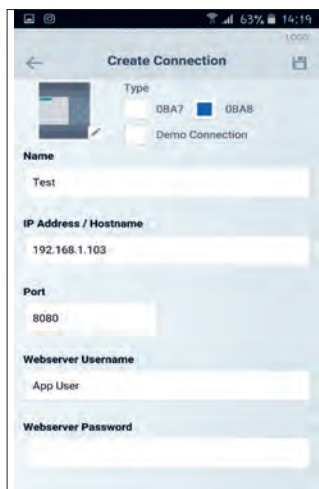 63% 14:19
LOGO!
Create Connection
Type
0BA7 0BA8
Demo Connection
Name
Test
IP Address / Hostname
192.168.1.103
Port
8080
Webserver Username
App User
Webserver Password